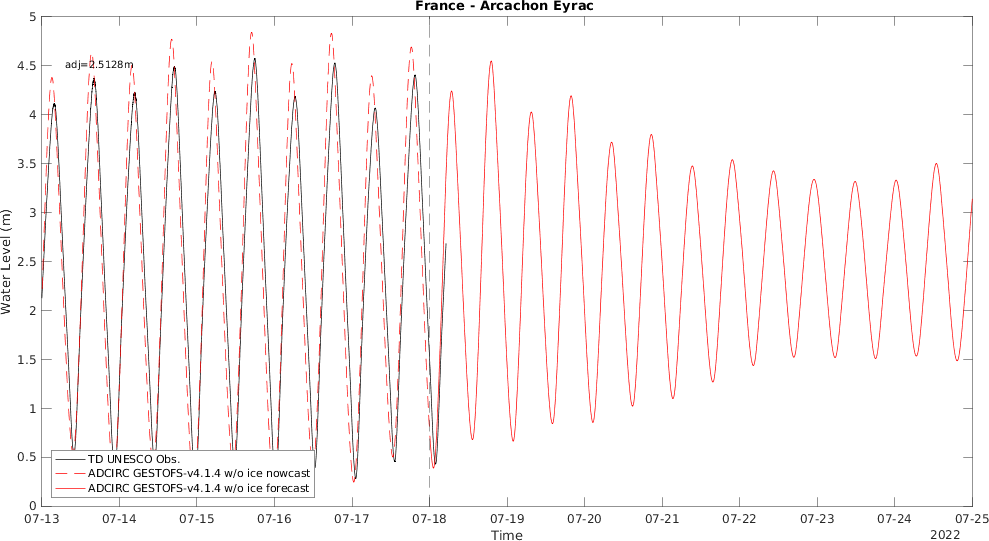 France - Arcachon Eyrac
adj=2.5128m
Water Level (m)
5
4.5
4
3.5
3
2.5
2
1.5
1
0.5
0
TD UNESCO Obs.
ADCIRC GESTOFS-v4.1.4 w/o ice nowcast
ADCIRC GESTOFS-v4.1.4 w/o ice forecast
07-13 07-14 07-15 07-16 07-17 07-18 07-19 07-20 07-21 07-22 07-23 07-24 07-25
Time
2022